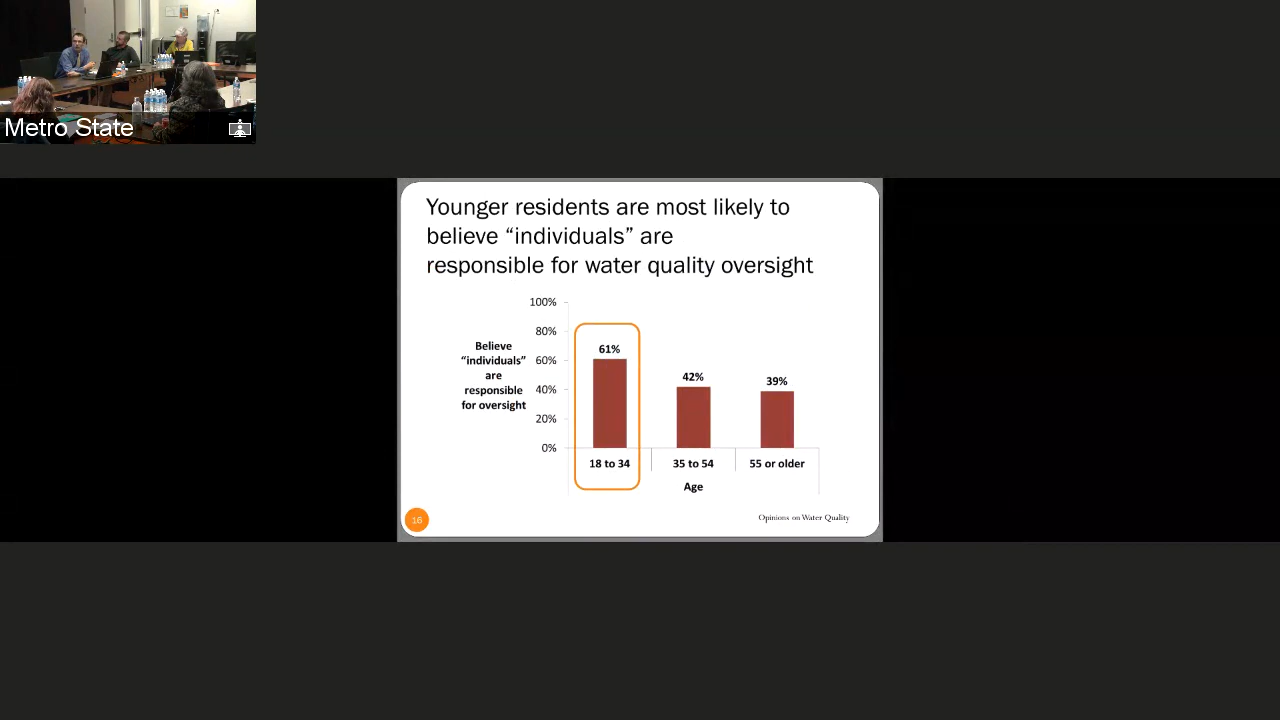 Metro State
Younger residents are most likely to
believe “individuals” are
responsible for water quality oversight
100%
80%
60%
40%
20%
0%
Believe
“individuals”
are
responsible
for oversight
61%
42%
39%
18 to 34
35 to 54
55 or older
Age
16
Opinions on Water Quality